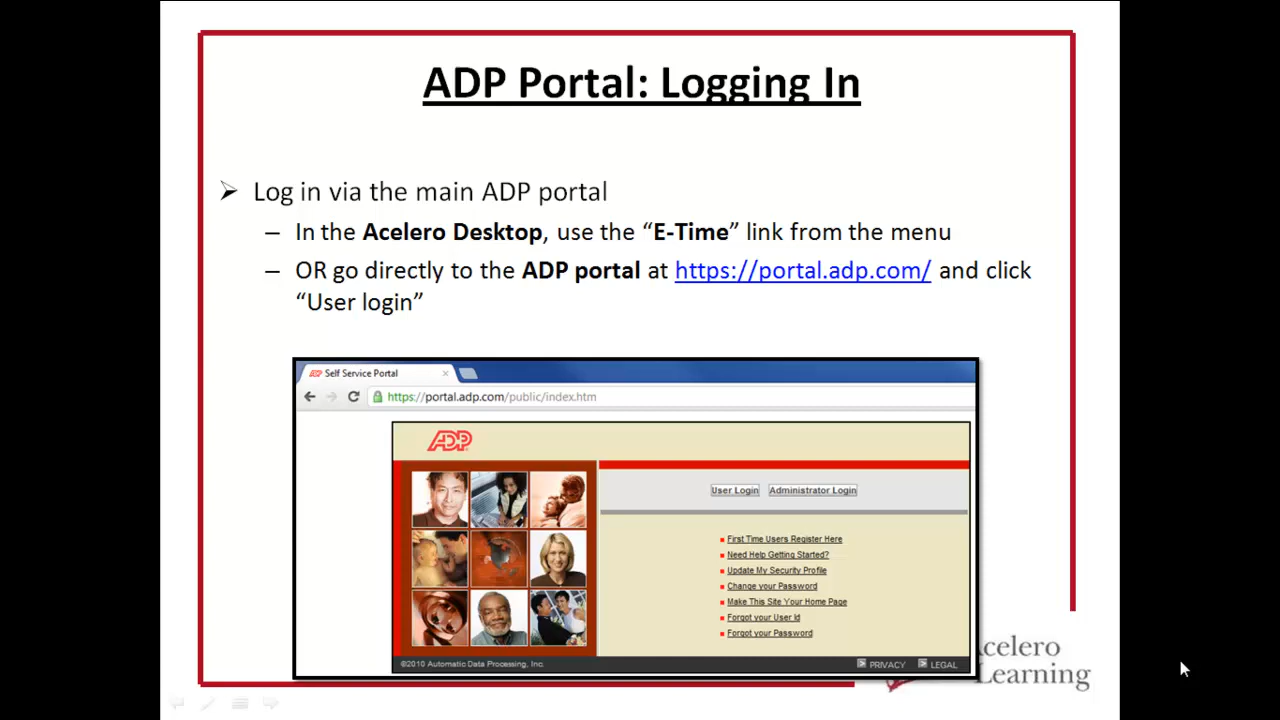 ADP Portal: Logging In
Log in via the main ADP portal
– In the Acelero Desktop, use the “E-Time” link from the menu
– OR go directly to the ADP portal at https://portal.adp.com/ and click
“User login”
ADP Self Service Portal
https://portal.adp.com/public/index.htm
ADP
User Login Administrator Login
First Time Users Register Here
Need Help Getting Started?
Update My Security Profile
Change your Password
Make This Site Your Home Page
Forgot your User Id
Forgot your Password
©2010 Automatic Data Processing, Inc. PRIVACY LEGAL
celero
Learning